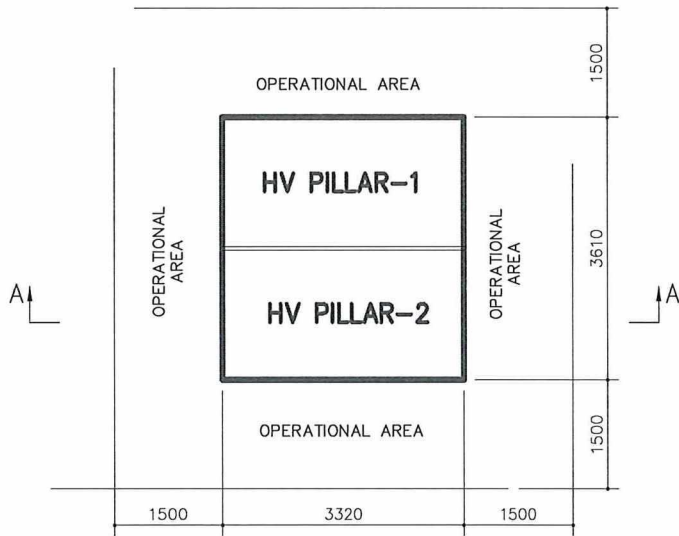 1500
OPERATIONAL AREA
HV PILLAR-1
OPERATIONAL
AREA
OPERATIONAL
AREA
3610
A
A
HV PILLAR-2
OPERATIONAL AREA
1500
1500
3320
1500